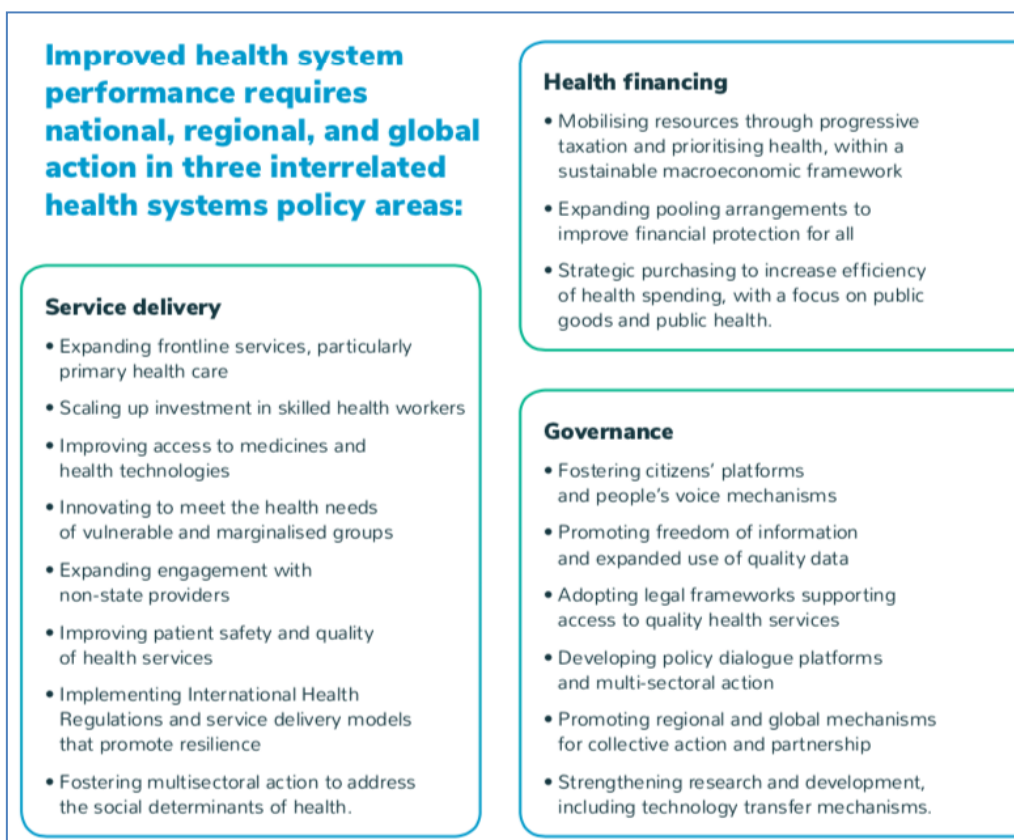 Improved health system
performance requires
national, regional, and global
action in three interrelated
health systems policy areas:
Service delivery
• Expanding frontline services, particularly
primary health care
• Scaling up investment in skilled health workers
• Improving access to medicines and
health technologies
• Innovating to meet the health needs
of vulnerable and marginalised groups
• Expanding engagement with
non-state providers
• Improving patient safety and quality
of health services
• Implementing International Health
Regulations and service delivery models
that promote resilience
• Fostering multisectoral action to address
the social determinants of health.
Health financing
• Mobilising resources through progressive
taxation and prioritising health, within a
sustainable macroeconomic framework
• Expanding pooling arrangements to
improve financial protection for all
• Strategic purchasing to increase efficiency
of health spending, with a focus on public
goods and public health.
Governance
• Fostering citizens’ platforms
and people’s voice mechanisms
• Promoting freedom of information
and expanded use of quality data
• Adopting legal frameworks supporting
access to quality health services
• Developing policy dialogue platforms
and multi-sectoral action
• Promoting regional and global mechanisms
for collective action and partnership
• Strengthening research and development,
including technology transfer mechanisms.